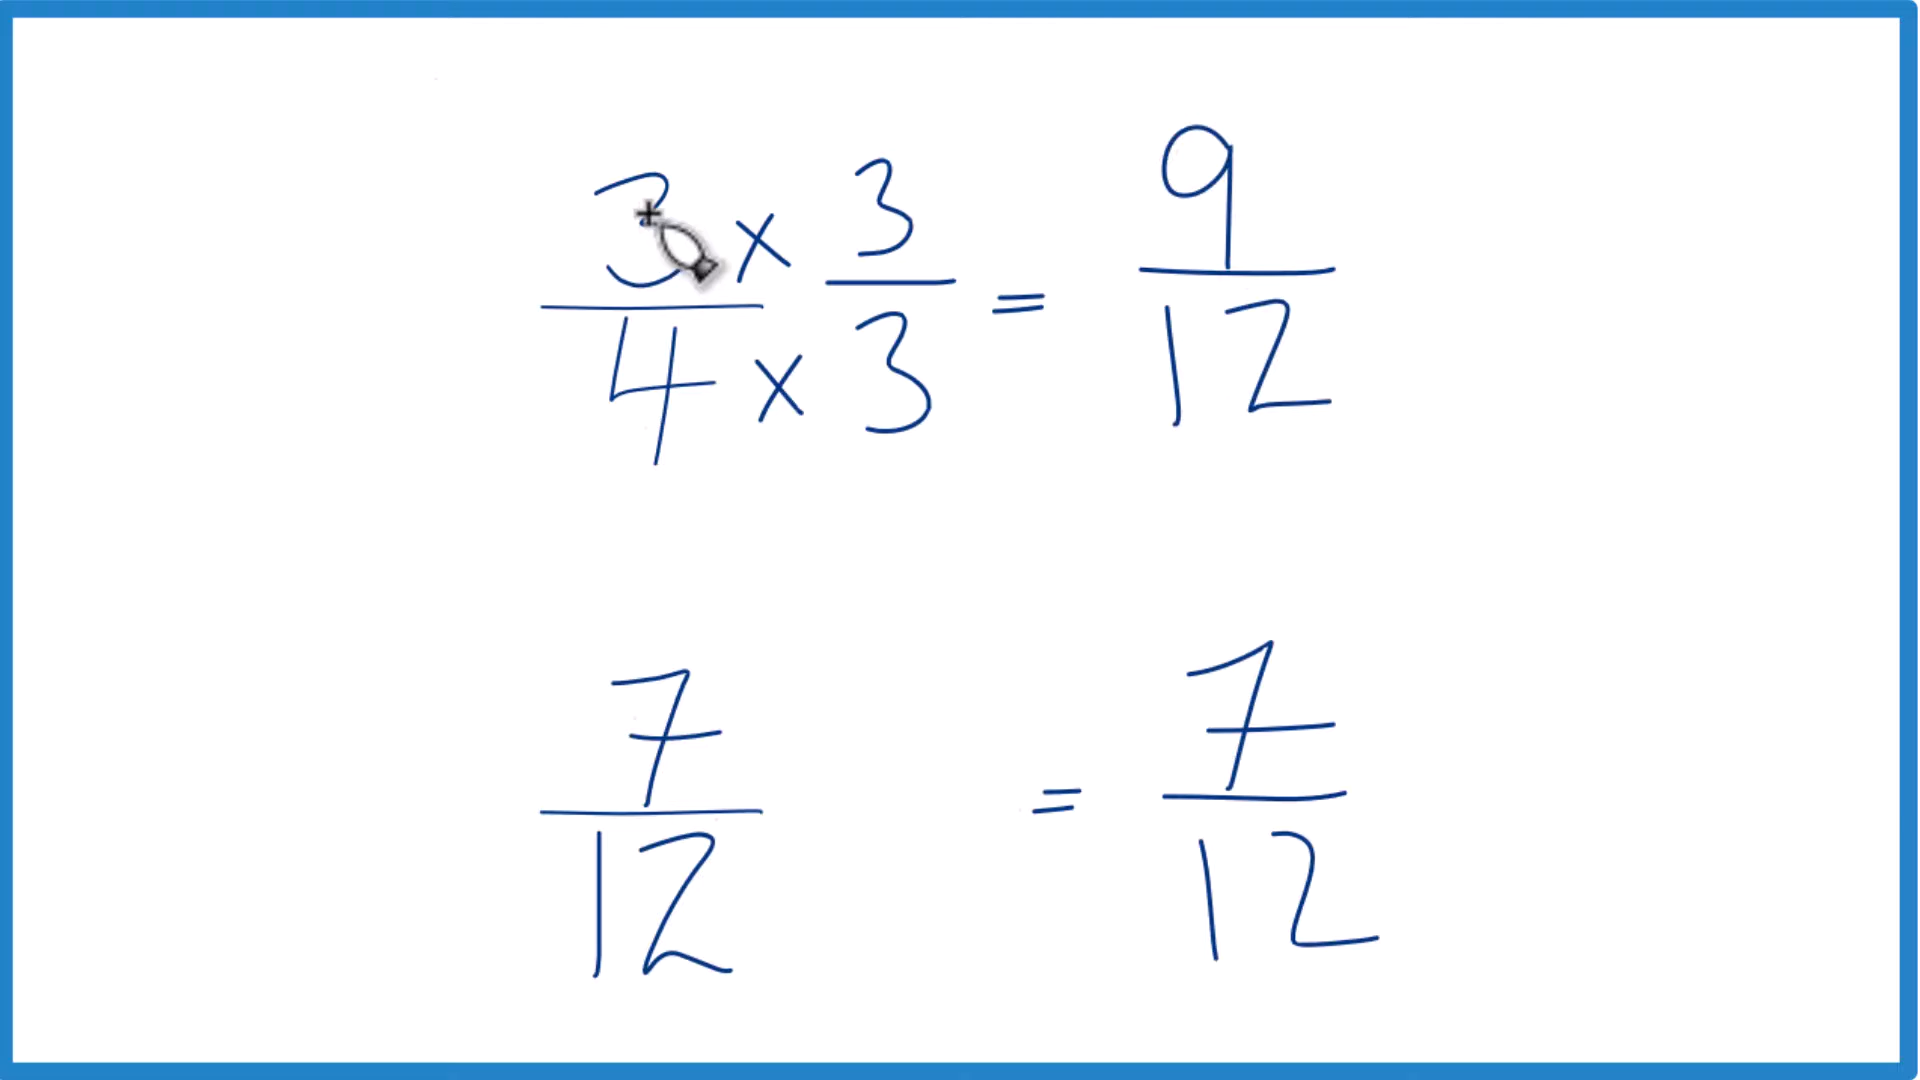 3 × 3 = 9
4 × 3 12
7 = 7
12 12